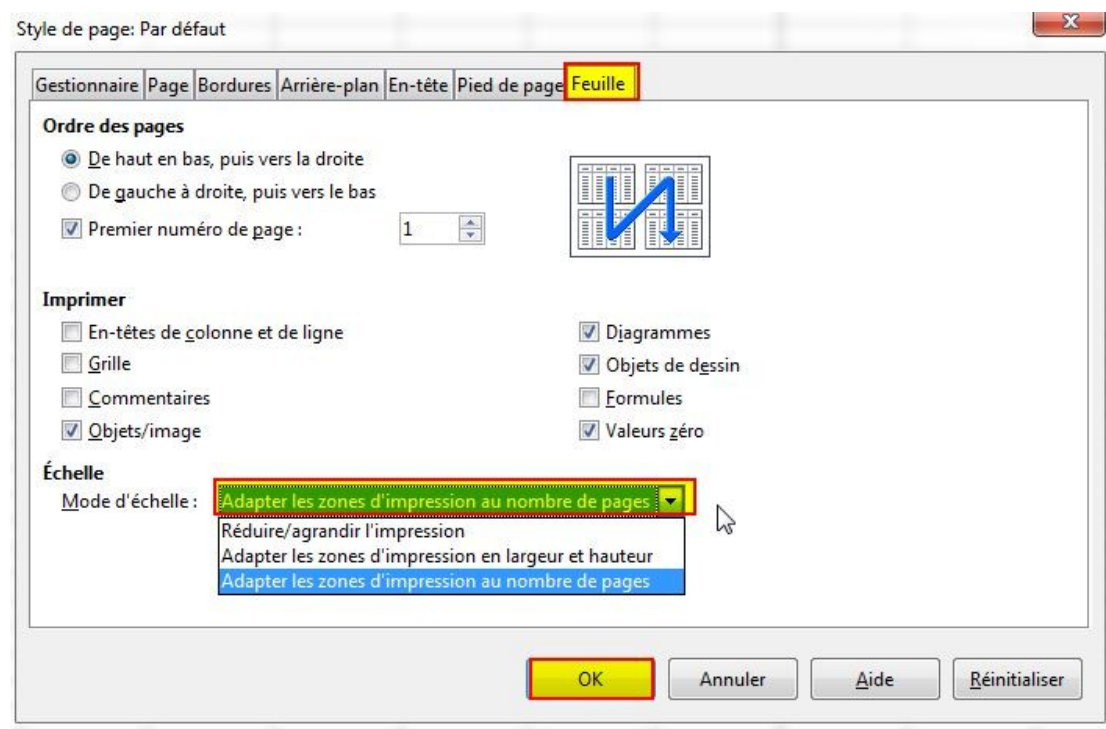 Style de page: Par défaut
Gestionnaire Page Bordures Arrière-plan En-tête Pied de page Feuille
Ordre des pages
De haut en bas, puis vers la droite
De gauche à droite, puis vers le bas
Premier numéro de page : 1
Imprimer
En-têtes de colonne et de ligne
Grille
Commentaires
Objets/image
Diagrammes
Objets de dessin
Formules
Valeurs zéro
Échelle
Mode d'échelle : Adapter les zones d'impression au nombre de pages
Réduire/agrandir l'impression
Adapter les zones d'impression en largeur et hauteur
Adapter les zones d'impression au nombre de pages
OK Annuler Aide Réinitialiser